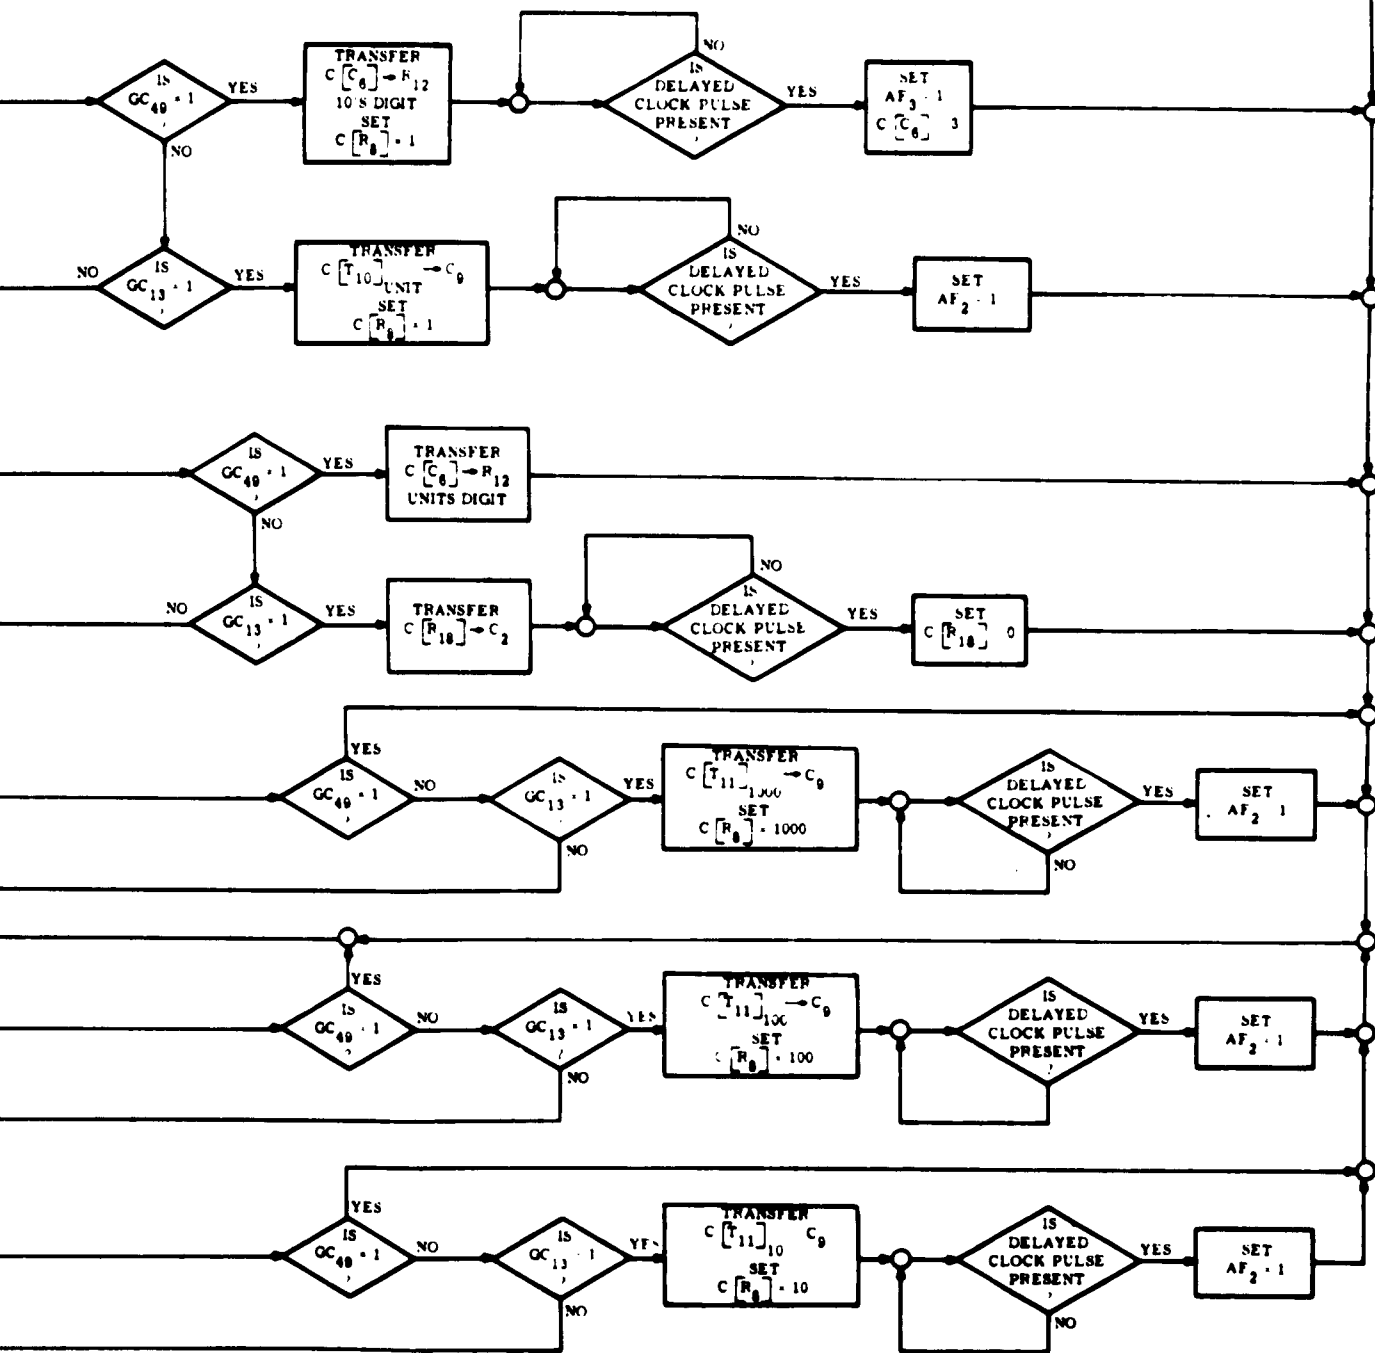 IS
GC49 = 1
?
YES
NO
TRANSFER
C [C6] → R12
10'S DIGIT
SET
C [R8] = 1
NO
IS
DELAYED
CLOCK PULSE
PRESENT
?
YES
SET
AF3 = 1
C [C6] 3
NO
IS
GC13 = 1
?
YES
TRANSFER
C [T10]UNIT → C9
SET
C [R8] = 1
NO
IS
DELAYED
CLOCK PULSE
PRESENT
?
YES
SET
AF2 = 1
IS
GC49 = 1
?
YES
NO
TRANSFER
C [C6] → R12
UNITS DIGIT
NO
IS
GC13 = 1
?
YES
TRANSFER
C [R18] → C2
NO
IS
DELAYED
CLOCK PULSE
PRESENT
?
YES
SET
C [R18] 0
YES
IS
GC49 = 1
?
NO
IS
GC13 = 1
?
YES
NO
TRANSFER
C [T11]1000 → C9
SET
C [R8] = 1000
IS
DELAYED
CLOCK PULSE
PRESENT
?
YES
NO
SET
AF2 1
YES
IS
GC49 = 1
?
NO
IS
GC13 = 1
?
YES
NO
TRANSFER
C [T11]100 → C9
SET
C [R8] = 100
IS
DELAYED
CLOCK PULSE
PRESENT
?
YES
SET
AF2 = 1
YES
IS
GC49 = 1
?
NO
IS
GC13 = 1
?
YES
NO
TRANSFER
C [T11]10 C9
SET
C [R8] = 10
IS
DELAYED
CLOCK PULSE
PRESENT
?
YES
NO
SET
AF2 = 1